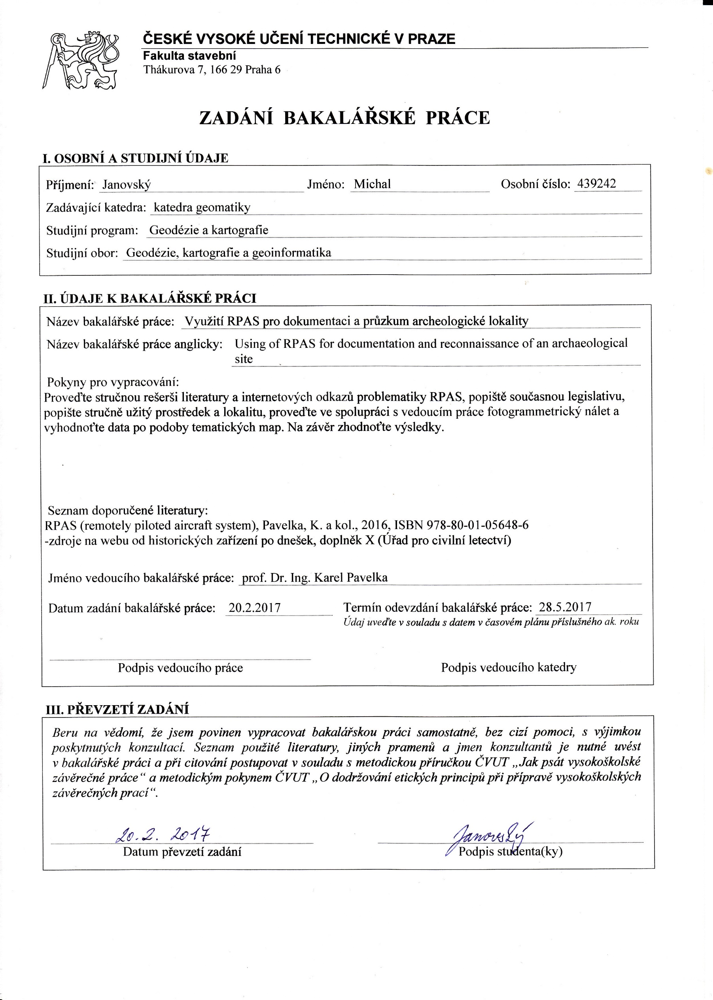 ČESKÉ VYSOKÉ UČENÍ TECHNICKÉ V PRAZE
Fakulta stavební
Thákurova 7, 166 29 Praha 6
ZADÁNÍ BAKALÁŘSKÉ PRÁCE
I. OSOBNÍ A STUDIJNÍ ÚDAJE
Příjmení: Janovský Jméno: Michal Osobní číslo: 439242
Zadávající katedra: katedra geomatiky
Studijní program: Geodézie a kartografie
Studijní obor: Geodézie, kartografie a geoinformatika
II. ÚDAJE K BAKALÁŘSKÉ PRÁCI
Název bakalářské práce: Využití RPAS pro dokumentaci a průzkum archeologické lokality
Název bakalářské práce anglicky: Using of RPAS for documentation and reconnaissance of an archaeological
site
Pokyny pro vypracování:
Proveďte stručnou rešerši literatury a internetových odkazů problematiky RPAS, popiště současnou legislativu,
popište stručně užitý prostředek a lokalitu, proveďte ve spolupráci s vedoucím práce fotogrammetrický nálet a
vyhodnoťte data po podoby tematických map. Na závěr zhodnoťte výsledky.
Seznam doporučené literatury:
RPAS (remotely piloted aircraft system), Pavelka, K. a kol., 2016, ISBN 978-80-01-05648-6
-zdroje na webu od historických zařízení po dnešek, doplněk X (Úřad pro civilní letectví)
Jméno vedoucího bakalářské práce: prof. Dr. Ing. Karel Pavelka
Datum zadání bakalářské práce: 20.2.2017 Termín odevzdání bakalářské práce: 28.5.2017
Údaj uveďte v souladu s datem v časovém plánu příslušného ak. roku
Podpis vedoucího práce Podpis vedoucího katedry
III. PŘEVZETÍ ZADÁNÍ
Beru na vědomí, že jsem povinen vypracovat bakalářskou práci samostatně, bez cizí pomoci, s výjimkou
poskytnutých konzultací. Seznam použité literatury, jiných pramenů a jmen konzultantů je nutné uvést
v bakalářské práci a při citování postupovat v souladu s metodickou příručkou ČVUT „Jak psát vysokoškolské
závěrečné práce“ a metodickým pokynem ČVUT „O dodržování etických principů při přípravě vysokoškolských
závěrečných prací“.
20.2. 2017 Janovský
Datum převzetí zadání Podpis studenta(ky)